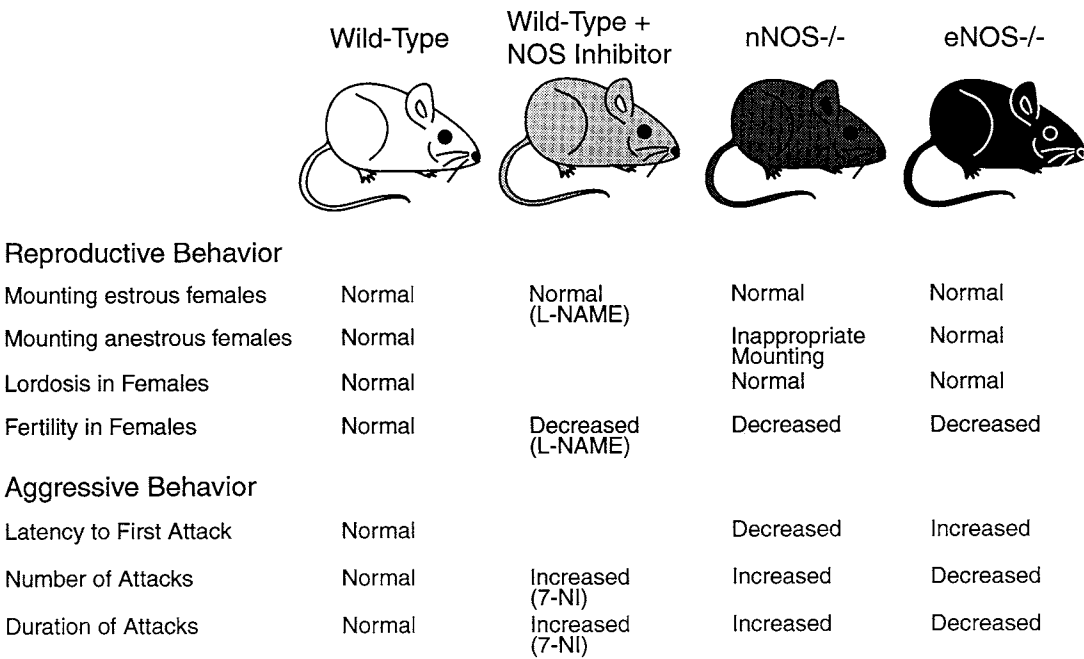 Wild-Type Wild-Type + NOS Inhibitor nNOS-/- eNOS-/-
Reproductive Behavior
Mounting estrous females Normal Normal (L-NAME) Normal Normal
Mounting anestrous females Normal Inappropriate Mounting Normal
Lordosis in Females Normal Normal Normal
Fertility in Females Normal Decreased (L-NAME) Decreased Decreased
Aggressive Behavior
Latency to First Attack Normal Decreased Increased
Number of Attacks Normal Increased (7-NI) Increased Decreased
Duration of Attacks Normal Increased (7-NI) Increased Decreased